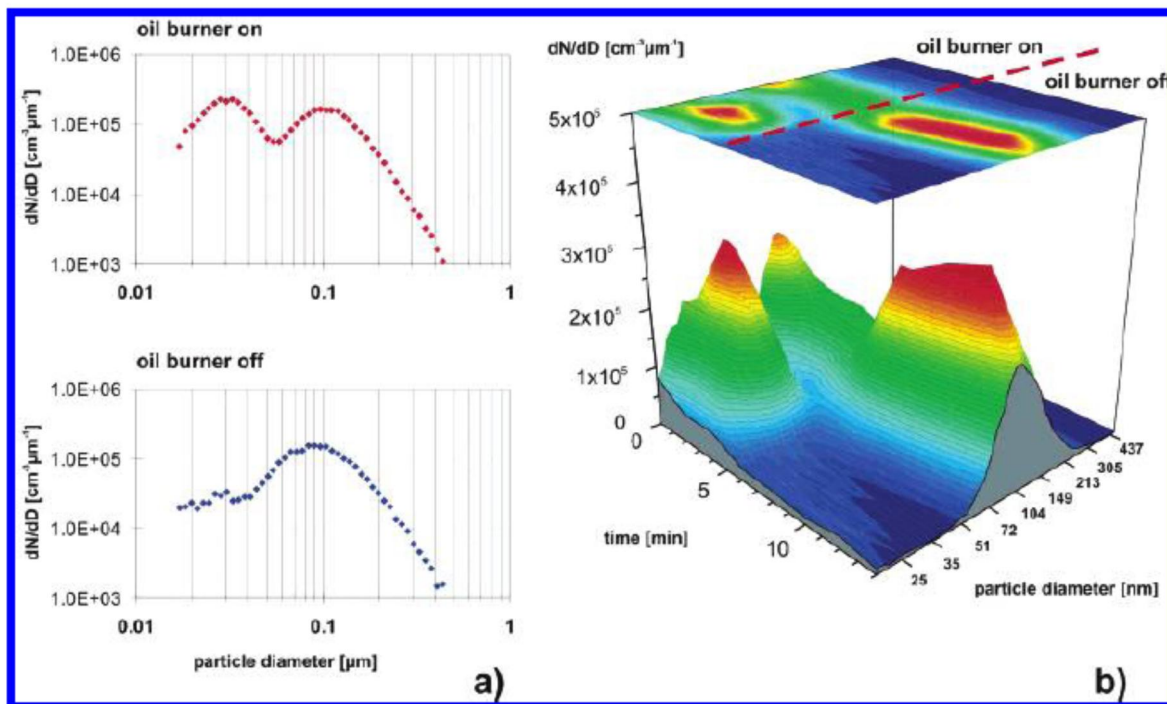 oil burner on
1.0E+06
1.0E+05
1.0E+04
1.0E+03
dN/dD [cm⁻³µm⁻¹]
0.01 0.1 1
oil burner off
1.0E+06
1.0E+05
1.0E+04
1.0E+03
dN/dD [cm⁻³µm⁻¹]
0.01 0.1 1
particle diameter [µm]
a)
dN/dD [cm⁻³µm⁻¹]
oil burner on
oil burner off
5x10⁵
4x10⁵
3x10⁵
2x10⁵
1x10⁵
0
0
5
10
time [min]
25
35
51
72
104
149
213
305
437
particle diameter [nm]
b)